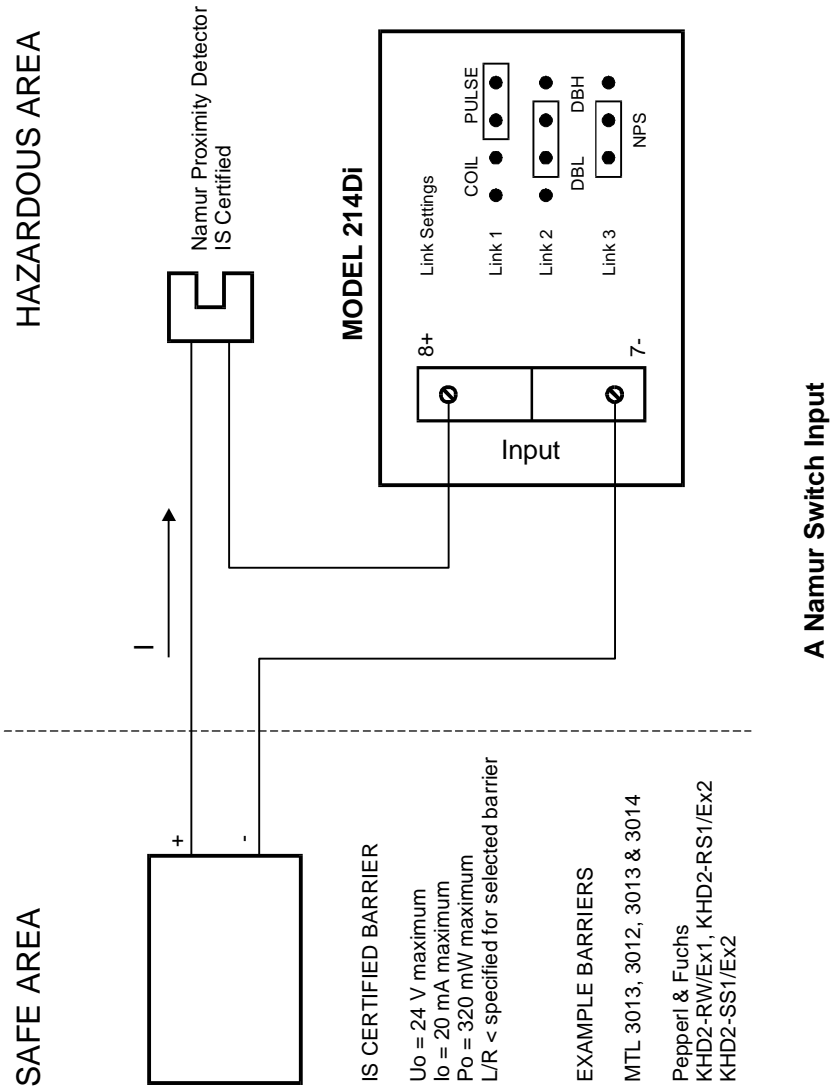 SAFE AREA
HAZARDOUS AREA
+
-
I
Namur Proximity Detector
IS Certified
IS CERTIFIED BARRIER
Uo = 24 V maximum
Io = 20 mA maximum
Po = 320 mW maximum
L/R < specified for selected barrier
EXAMPLE BARRIERS
MTL 3013, 3012, 3013 & 3014
Pepperl & Fuchs
KHD2-RW/Ex1, KHD2-RS1/Ex2
KHD2-SS1/Ex2
MODEL 214Di
Input
8+
7-
Link Settings
COIL PULSE
Link 1
Link 2
DBL DBH
Link 3
NPS
A Namur Switch Input